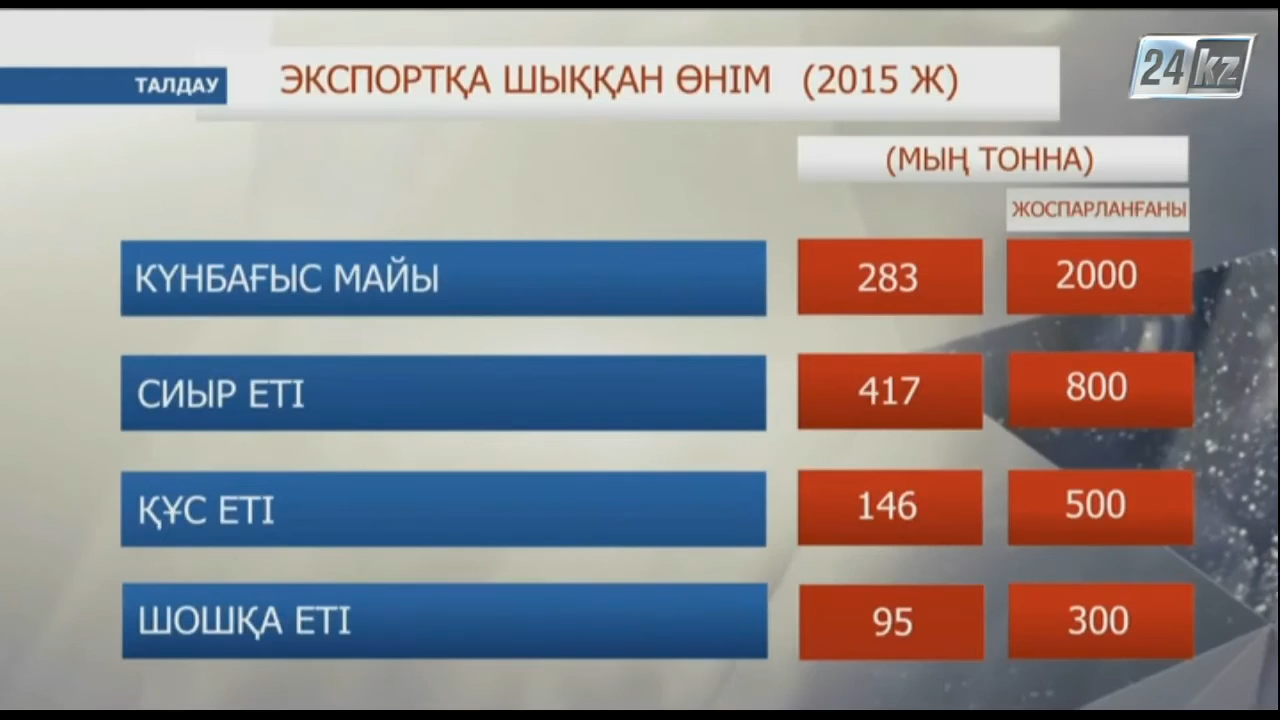 ТАЛДАУ
ЭКСПОРТҚА ШЫҚҚАН ӨНІМ (2015 Ж)
24 kz
(МЫҢ ТОННА)
ЖОСПАРЛАНҒАНЫ
КҮНБАҒЫС МАЙЫ 283 2000
СИЫР ЕТІ 417 800
ҚҰС ЕТІ 146 500
ШОШҚА ЕТІ 95 300